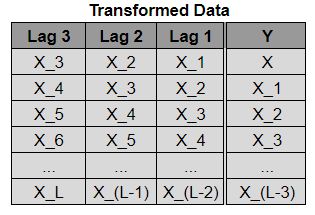 Transformed Data
Lag 3 Lag 2 Lag 1 Y
X_3 X_2 X_1 X
X_4 X_3 X_2 X_1
X_5 X_4 X_3 X_2
X_6 X_5 X_4 X_3
... ... ... ...
X_L X_(L-1) X_(L-2) X_(L-3)